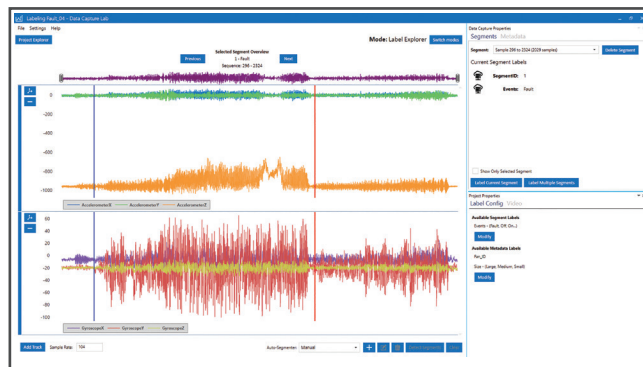 Labeling Fault_04 - Data Capture Lab
File Settings Help
Project Explorer
Mode: Label Explorer
Switch modes
Selected Segment Overview
Previous
1 - Fault
Next
Sequence: 296 - 2324
0
-200
-400
-600
-800
-1000
AccelerometerX AccelerometerY AccelerometerZ
60
40
20
0
-20
-40
-60
-80
-100
GyroscopeX GyroscopeY GyroscopeZ
Add Track
Sample Rate: 104
Auto-Segmenter: Manual
Data Capture Properties
Segments Metadata
Segment: Sample 296 to 2324 (2029 samples)
Delete Segment
Current Segment Labels
SegmentID: 1
Events: Fault
Show Only Selected Segment
Label Current Segment
Label Multiple Segments
Project Properties
Label Config Video
Available Segment Labels
Events - (Fault, Off, On...)
Modify
Available Metadata Labels
Fan_ID
Size - (Large, Medium, Small)
Modify